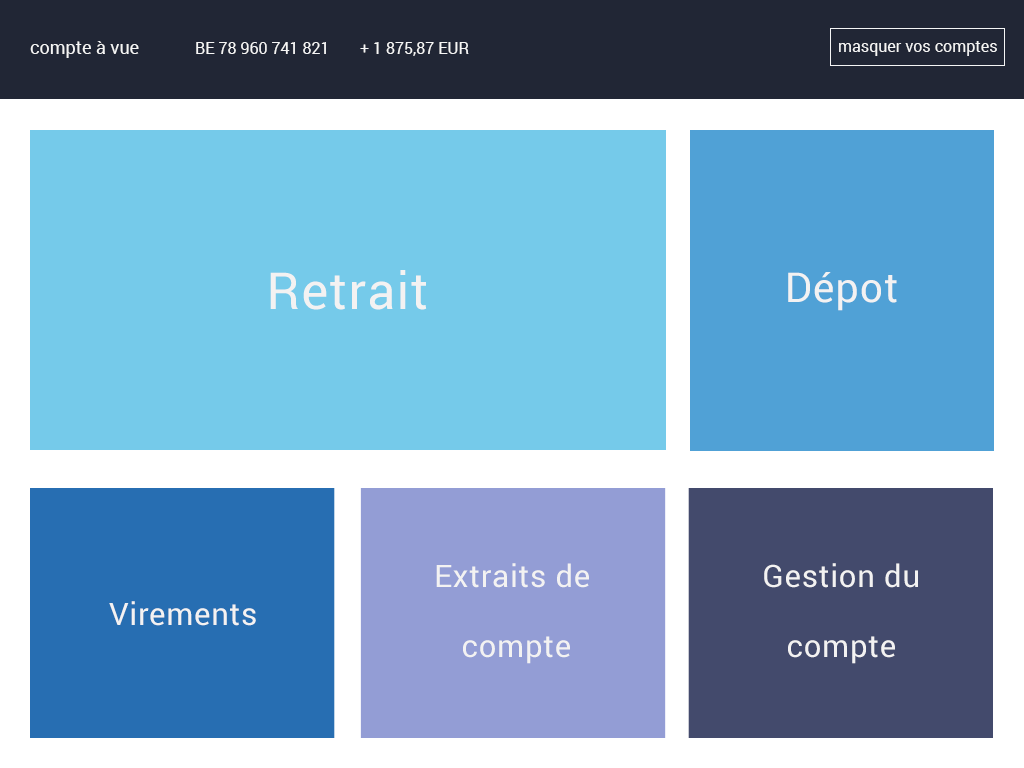 compte à vue BE 78 960 741 821 + 1 875,87 EUR masquer vos comptes
Retrait
Dépot
Virements
Extraits de
compte
Gestion du
compte